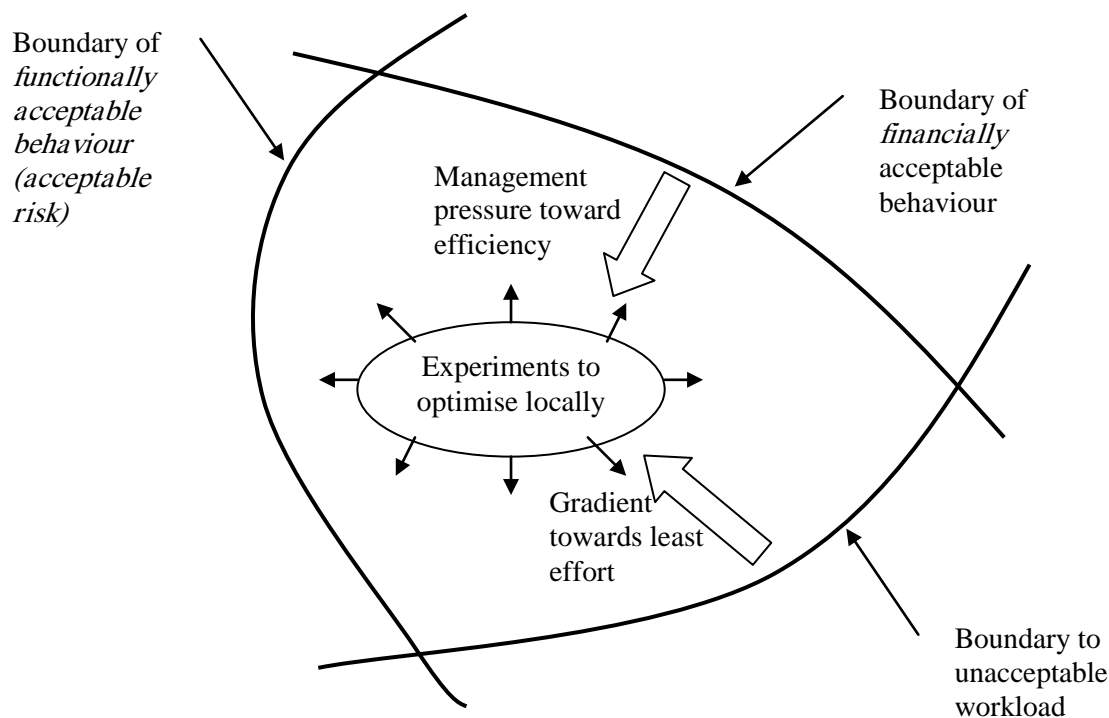 Boundary of
functionally
acceptable
behaviour
(acceptable
risk)
Boundary of
financially
acceptable
behaviour
Management
pressure toward
efficiency
Experiments to
optimise locally
Gradient
towards least
effort
Boundary to
unacceptable
workload